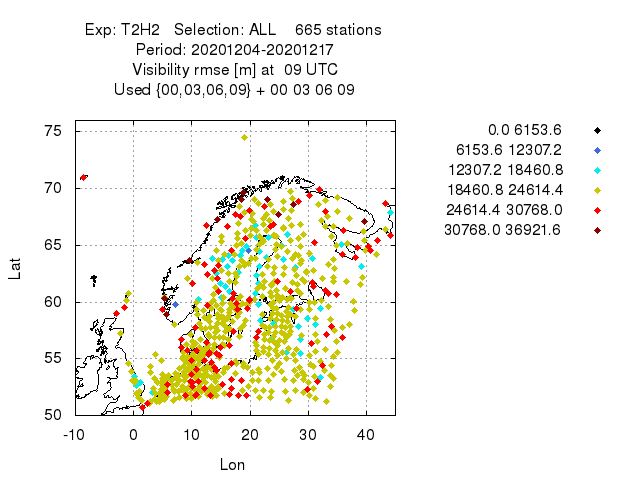 Exp: T2H2 Selection: ALL 665 stations
Period: 20201204-20201217
Visibility rmse [m] at 09 UTC
Used {00,03,06,09} + 00 03 06 09
0.0 6153.6
6153.6 12307.2
12307.2 18460.8
18460.8 24614.4
24614.4 30768.0
30768.0 36921.6
75
70
65
60
55
50
Lat
-10 0 10 20 30 40
Lon